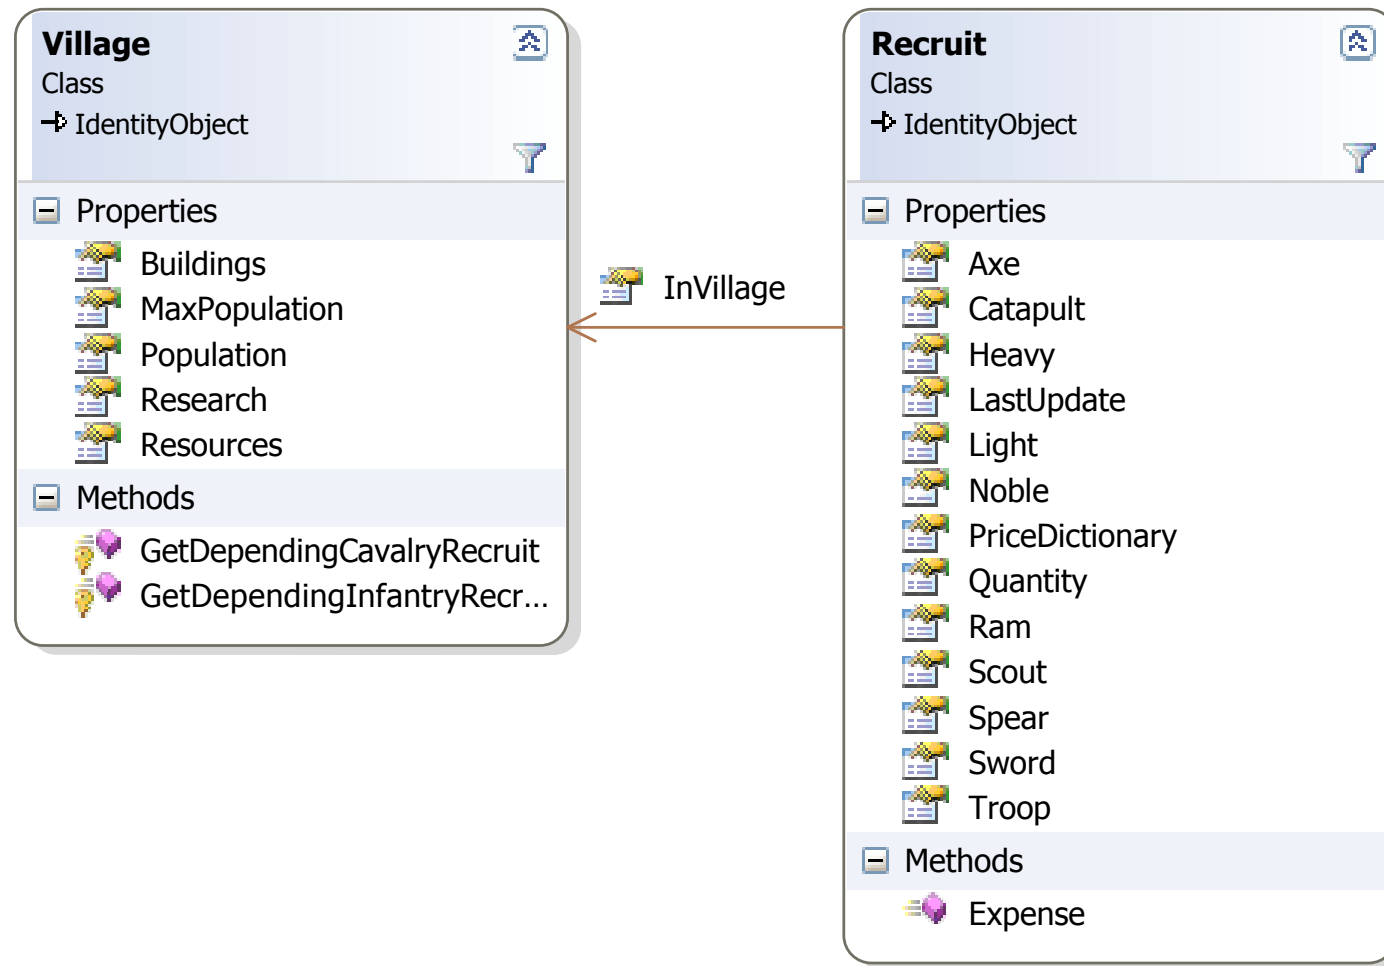 Village
Class
IdentityObject
Properties
Buildings
MaxPopulation
Population
Research
Resources
Methods
GetDependingCavalryRecruit
GetDependingInfantryRecr...
InVillage
Recruit
Class
IdentityObject
Properties
Axe
Catapult
Heavy
LastUpdate
Light
Noble
PriceDictionary
Quantity
Ram
Scout
Spear
Sword
Troop
Methods
Expense